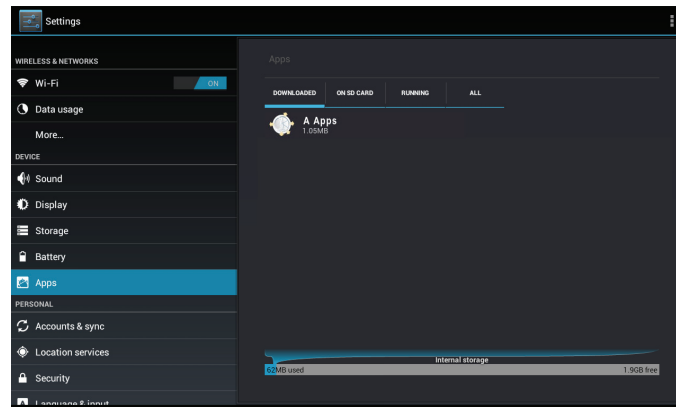 Settings
WIRELESS & NETWORKS
Wi-Fi ON
Data usage
More...
DEVICE
Sound
Display
Storage
Battery
Apps
PERSONAL
Accounts & sync
Location services
Security
A Language & input
Apps
DOWNLOADED ON SD CARD RUNNING ALL
A Apps
1.05MB
Internal storage
62MB used 1.9GB free